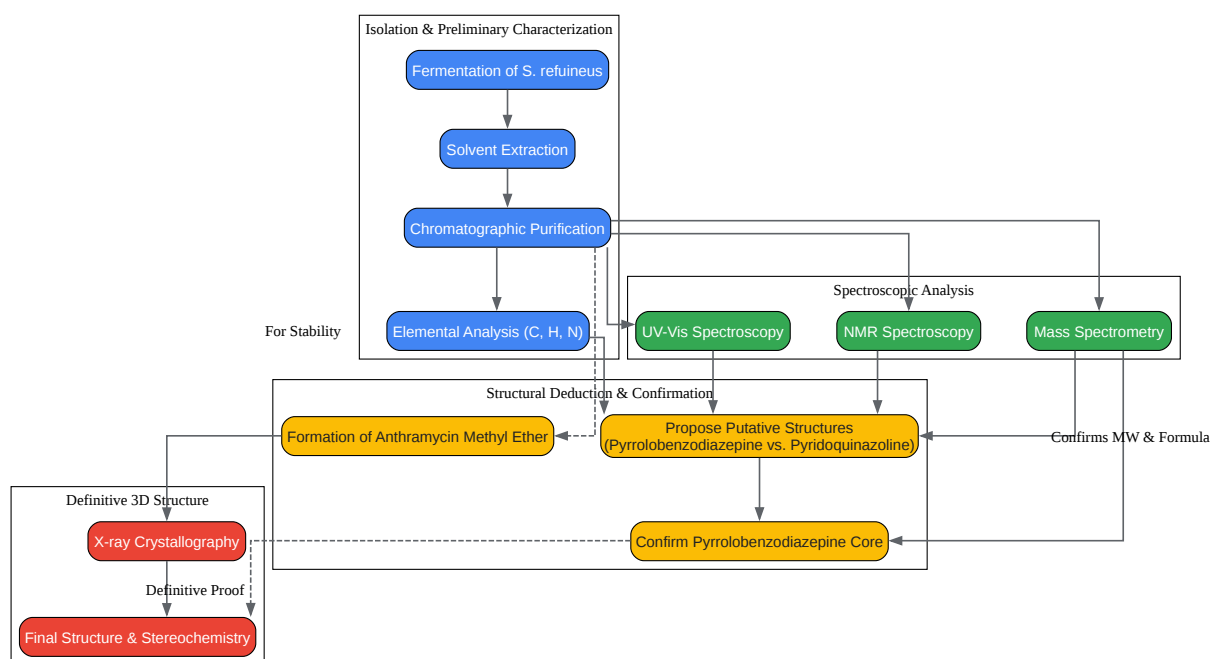 Isolation & Preliminary Characterization
Fermentation of S. refuineus
Solvent Extraction
Chromatographic Purification
Spectroscopic Analysis
For Stability
Elemental Analysis (C, H, N)
UV-Vis Spectroscopy
NMR Spectroscopy
Mass Spectrometry
Structural Deduction & Confirmation
Formation of Anthramycin Methyl Ether
Propose Putative Structures
(Pyrrolobenzodiazepine vs. Pyridoquinazoline)
Confirms MW & Formula
Definitive 3D Structure
X-ray Crystallography
Confirm Pyrrolobenzodiazepine Core
Definitive Proof
Final Structure & Stereochemistry